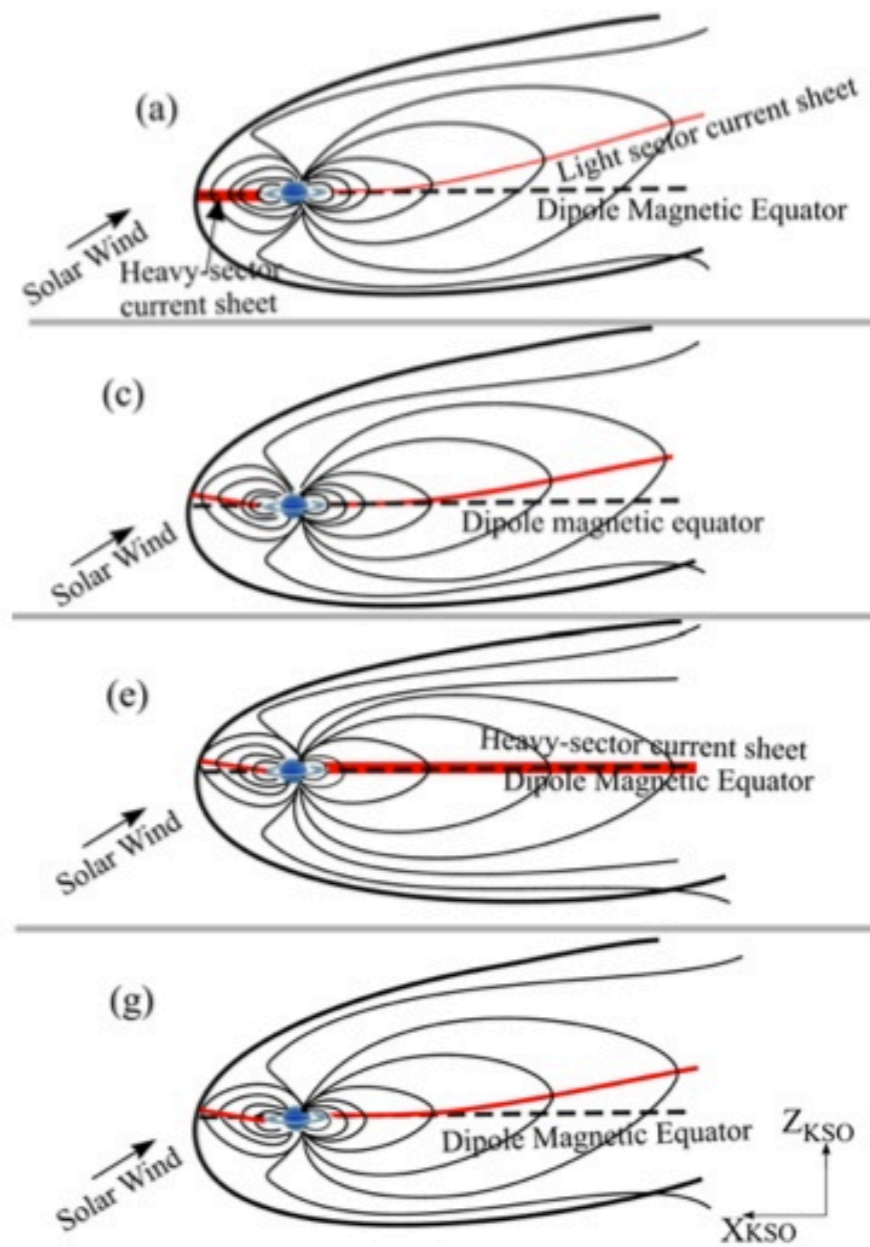 (a)
Light sector current sheet
Dipole Magnetic Equator
Solar Wind
Heavy-sector
current sheet
(c)
Dipole magnetic equator
Solar Wind
(e)
Heavy-sector current sheet
Dipole Magnetic Equator
Solar Wind
(g)
Dipole Magnetic Equator
Solar Wind
ZKSO
XKSO